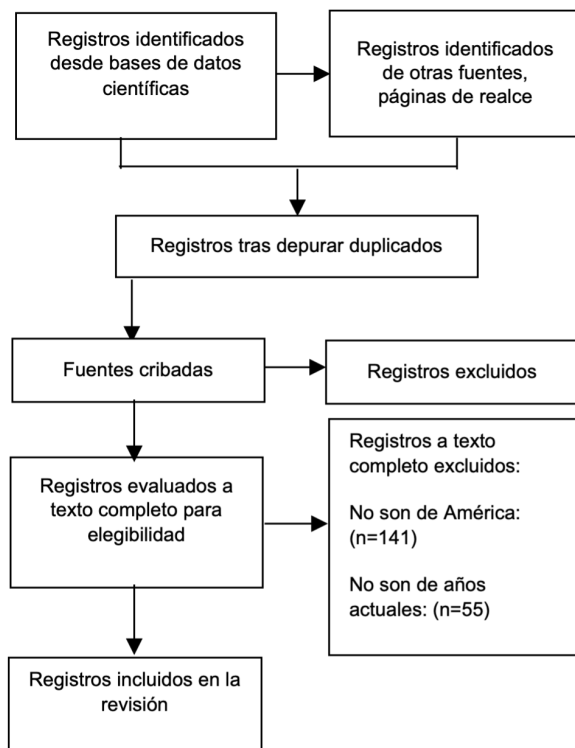 Registros identificados
desde bases de datos
científicas
Registros identificados
de otras fuentes,
páginas de realce
Registros tras depurar duplicados
Fuentes cribadas
Registros excluidos
Registros evaluados a
texto completo para
elegibilidad
Registros a texto
completo excluidos:
No son de América:
(n=141)
No son de años
actuales: (n=55)
Registros incluidos en la
revisión